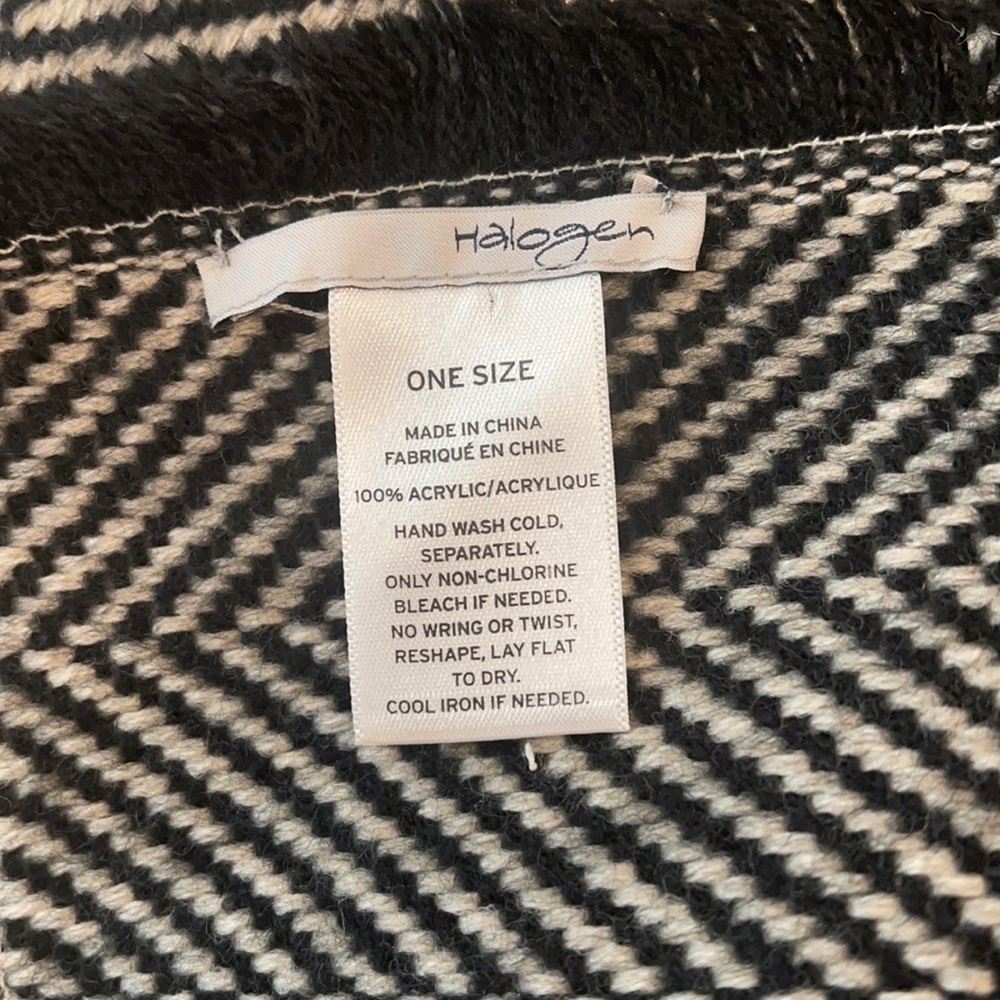 Halogen
ONE SIZE
MADE IN CHINA
FABRIQUÉ EN CHINE
100% ACRYLIC/ACRYLIQUE
HAND WASH COLD,
SEPARATELY.
ONLY NON-CHLORINE
BLEACH IF NEEDED.
NO WRING OR TWIST,
RESHAPE, LAY FLAT
TO DRY.
COOL IRON IF NEEDED.